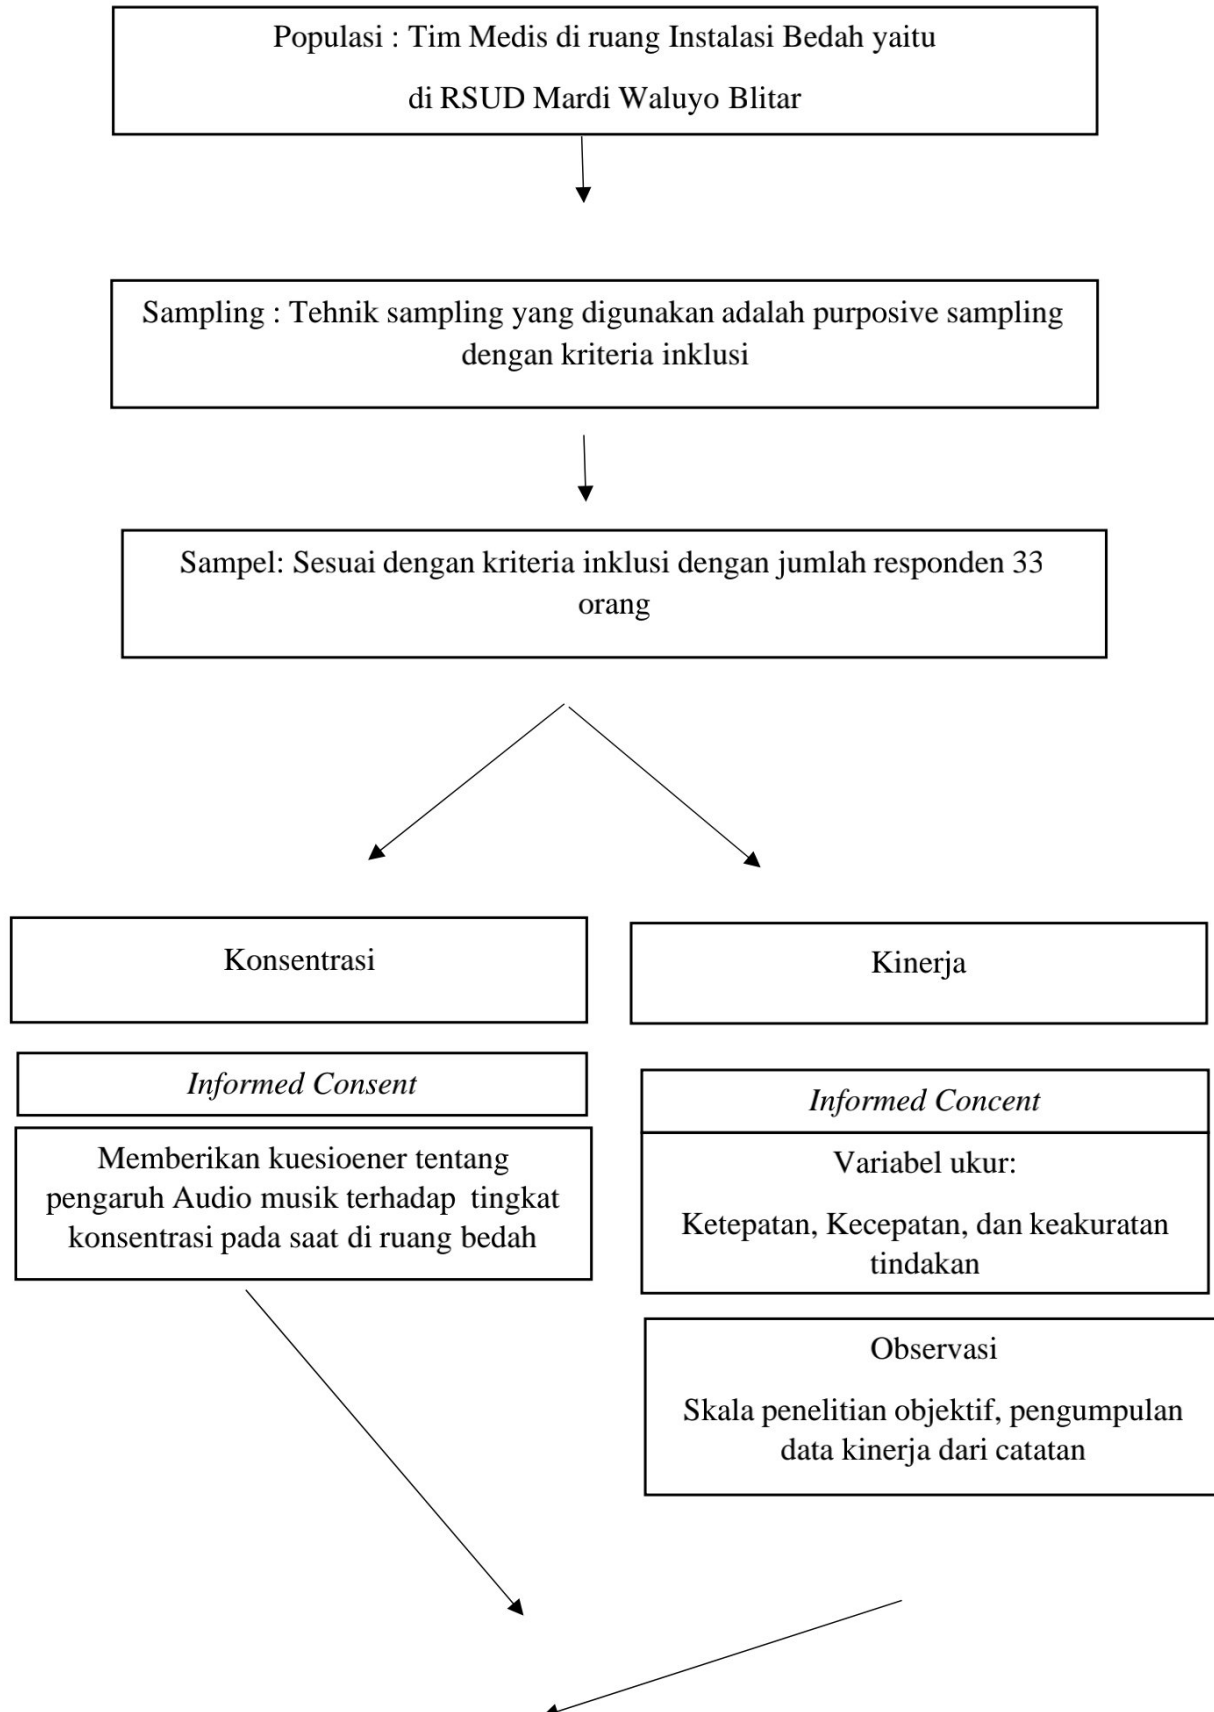 Populasi : Tim Medis di ruang Instalasi Bedah yaitu
di RSUD Mardi Waluyo Blitar
Sampling : Tehnik sampling yang digunakan adalah purposive sampling
dengan kriteria inklusi
Sampel: Sesuai dengan kriteria inklusi dengan jumlah responden 33
orang
Konsentrasi
Informed Consent
Memberikan kuesioener tentang
pengaruh Audio musik terhadap tingkat
konsentrasi pada saat di ruang bedah
Kinerja
Informed Concent
Variabel ukur:
Ketepatan, Kecepatan, dan keakuratan
tindakan
Observasi
Skala penelitian objektif, pengumpulan
data kinerja dari catatan